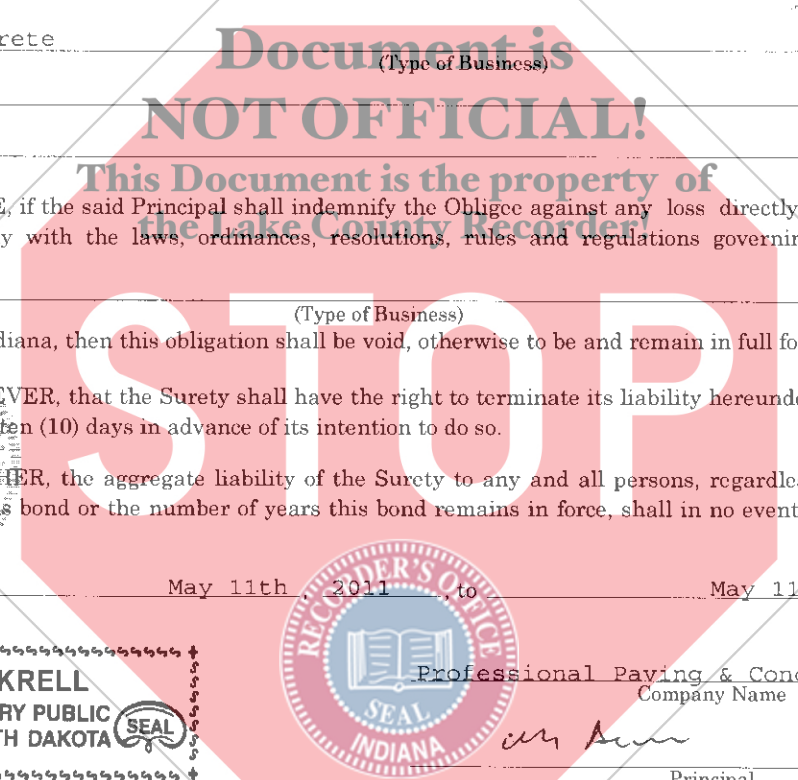 rete
Document is
(Type of Business)
NOT OFFICIAL!
This Document is the property of
E, if the said Principal shall indemnify the Obligee against any loss directly
the Lake County Recorder!
y with the laws, ordinances, resolutions, rules and regulations governin
STOP
(Type of Business)
diana, then this obligation shall be void, otherwise to be and remain in full fo
EVER, that the Surety shall have the right to terminate its liability hereunde
ten (10) days in advance of its intention to do so.
HER, the aggregate liability of the Surety to any and all persons, regardle
s bond or the number of years this bond remains in force, shall in no event
May 11th, 2011, to May 11
RECORDER'S OFFICE
SEAL
INDIANA
KRELL
RY PUBLIC
TH DAKOTA
SEAL
Professional Paving & Conc
Company Name
Principal